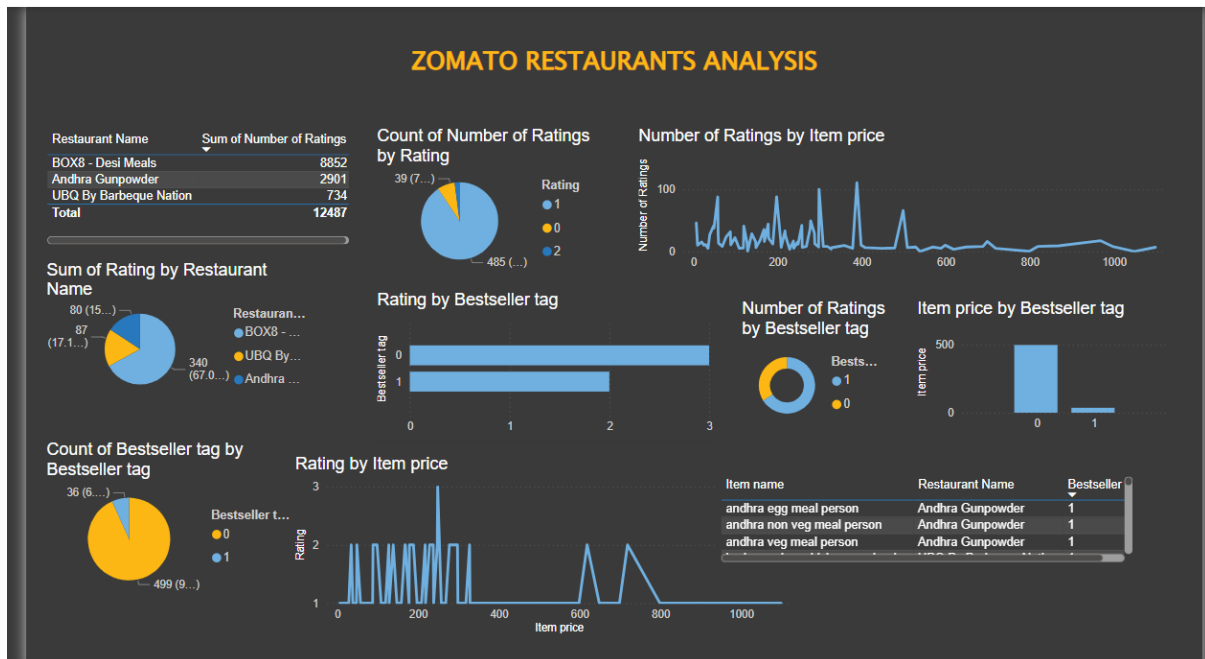 ZOMATO RESTAURANTS ANALYSIS
Restaurant Name Sum of Number of Ratings
BOX8 - Desi Meals 8852
Andhra Gunpowder 2901
UBQ By Barbeque Nation 734
Total 12487
Count of Number of Ratings
by Rating
39 (7...)
485 (...)
Rating
1
0
2
Number of Ratings by Item price
Number of Ratings
100
0
0 200 400 600 800 1000
Sum of Rating by Restaurant
Name
80 (15...)
87
(17.1...)
340
(67.0...)
Restauran...
BOX8 - ...
UBQ By...
Andhra ...
Rating by Bestseller tag
Bestseller tag
0
1
0 1 2 3
Number of Ratings
by Bestseller tag
Bests...
1
0
Item price by Bestseller tag
Item price
500
0
0 1
Count of Bestseller tag by
Bestseller tag
36 (6....)
499 (9...)
Bestseller t...
0
1
Rating by Item price
Rating
3
2
1
0 200 400 600 800 1000
Item price
Item name Restaurant Name Bestseller
andhra egg meal person Andhra Gunpowder 1
andhra non veg meal person Andhra Gunpowder 1
andhra veg meal person Andhra Gunpowder 1